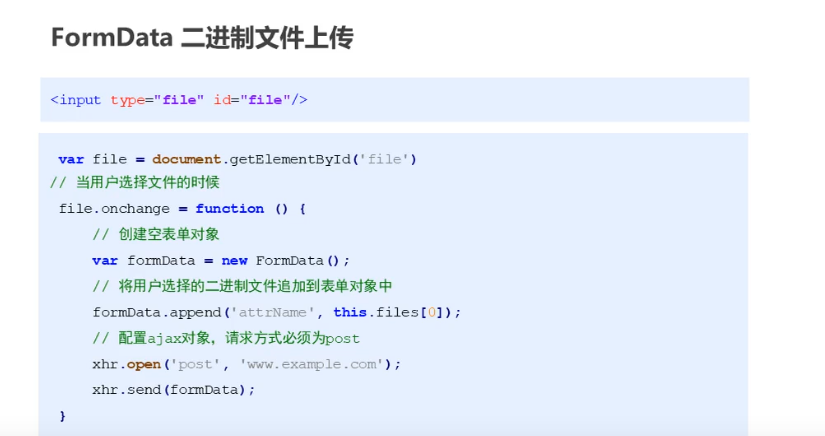 FormData 二进制文件上传
<input type="file" id="file"/>
var file = document.getElementById('file')
// 当用户选择文件的时候
file.onchange = function () {
// 创建空表单对象
var formData = new FormData();
// 将用户选择的二进制文件追加到表单对象中
formData.append('attrName', this.files[0]);
// 配置ajax对象，请求方式必须为post
xhr.open('post', 'www.example.com');
xhr.send(formData);
}